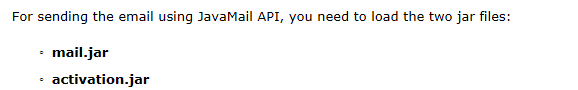 For sending the email using JavaMail API, you need to load the two jar files:
◦ mail.jar
◦ activation.jar